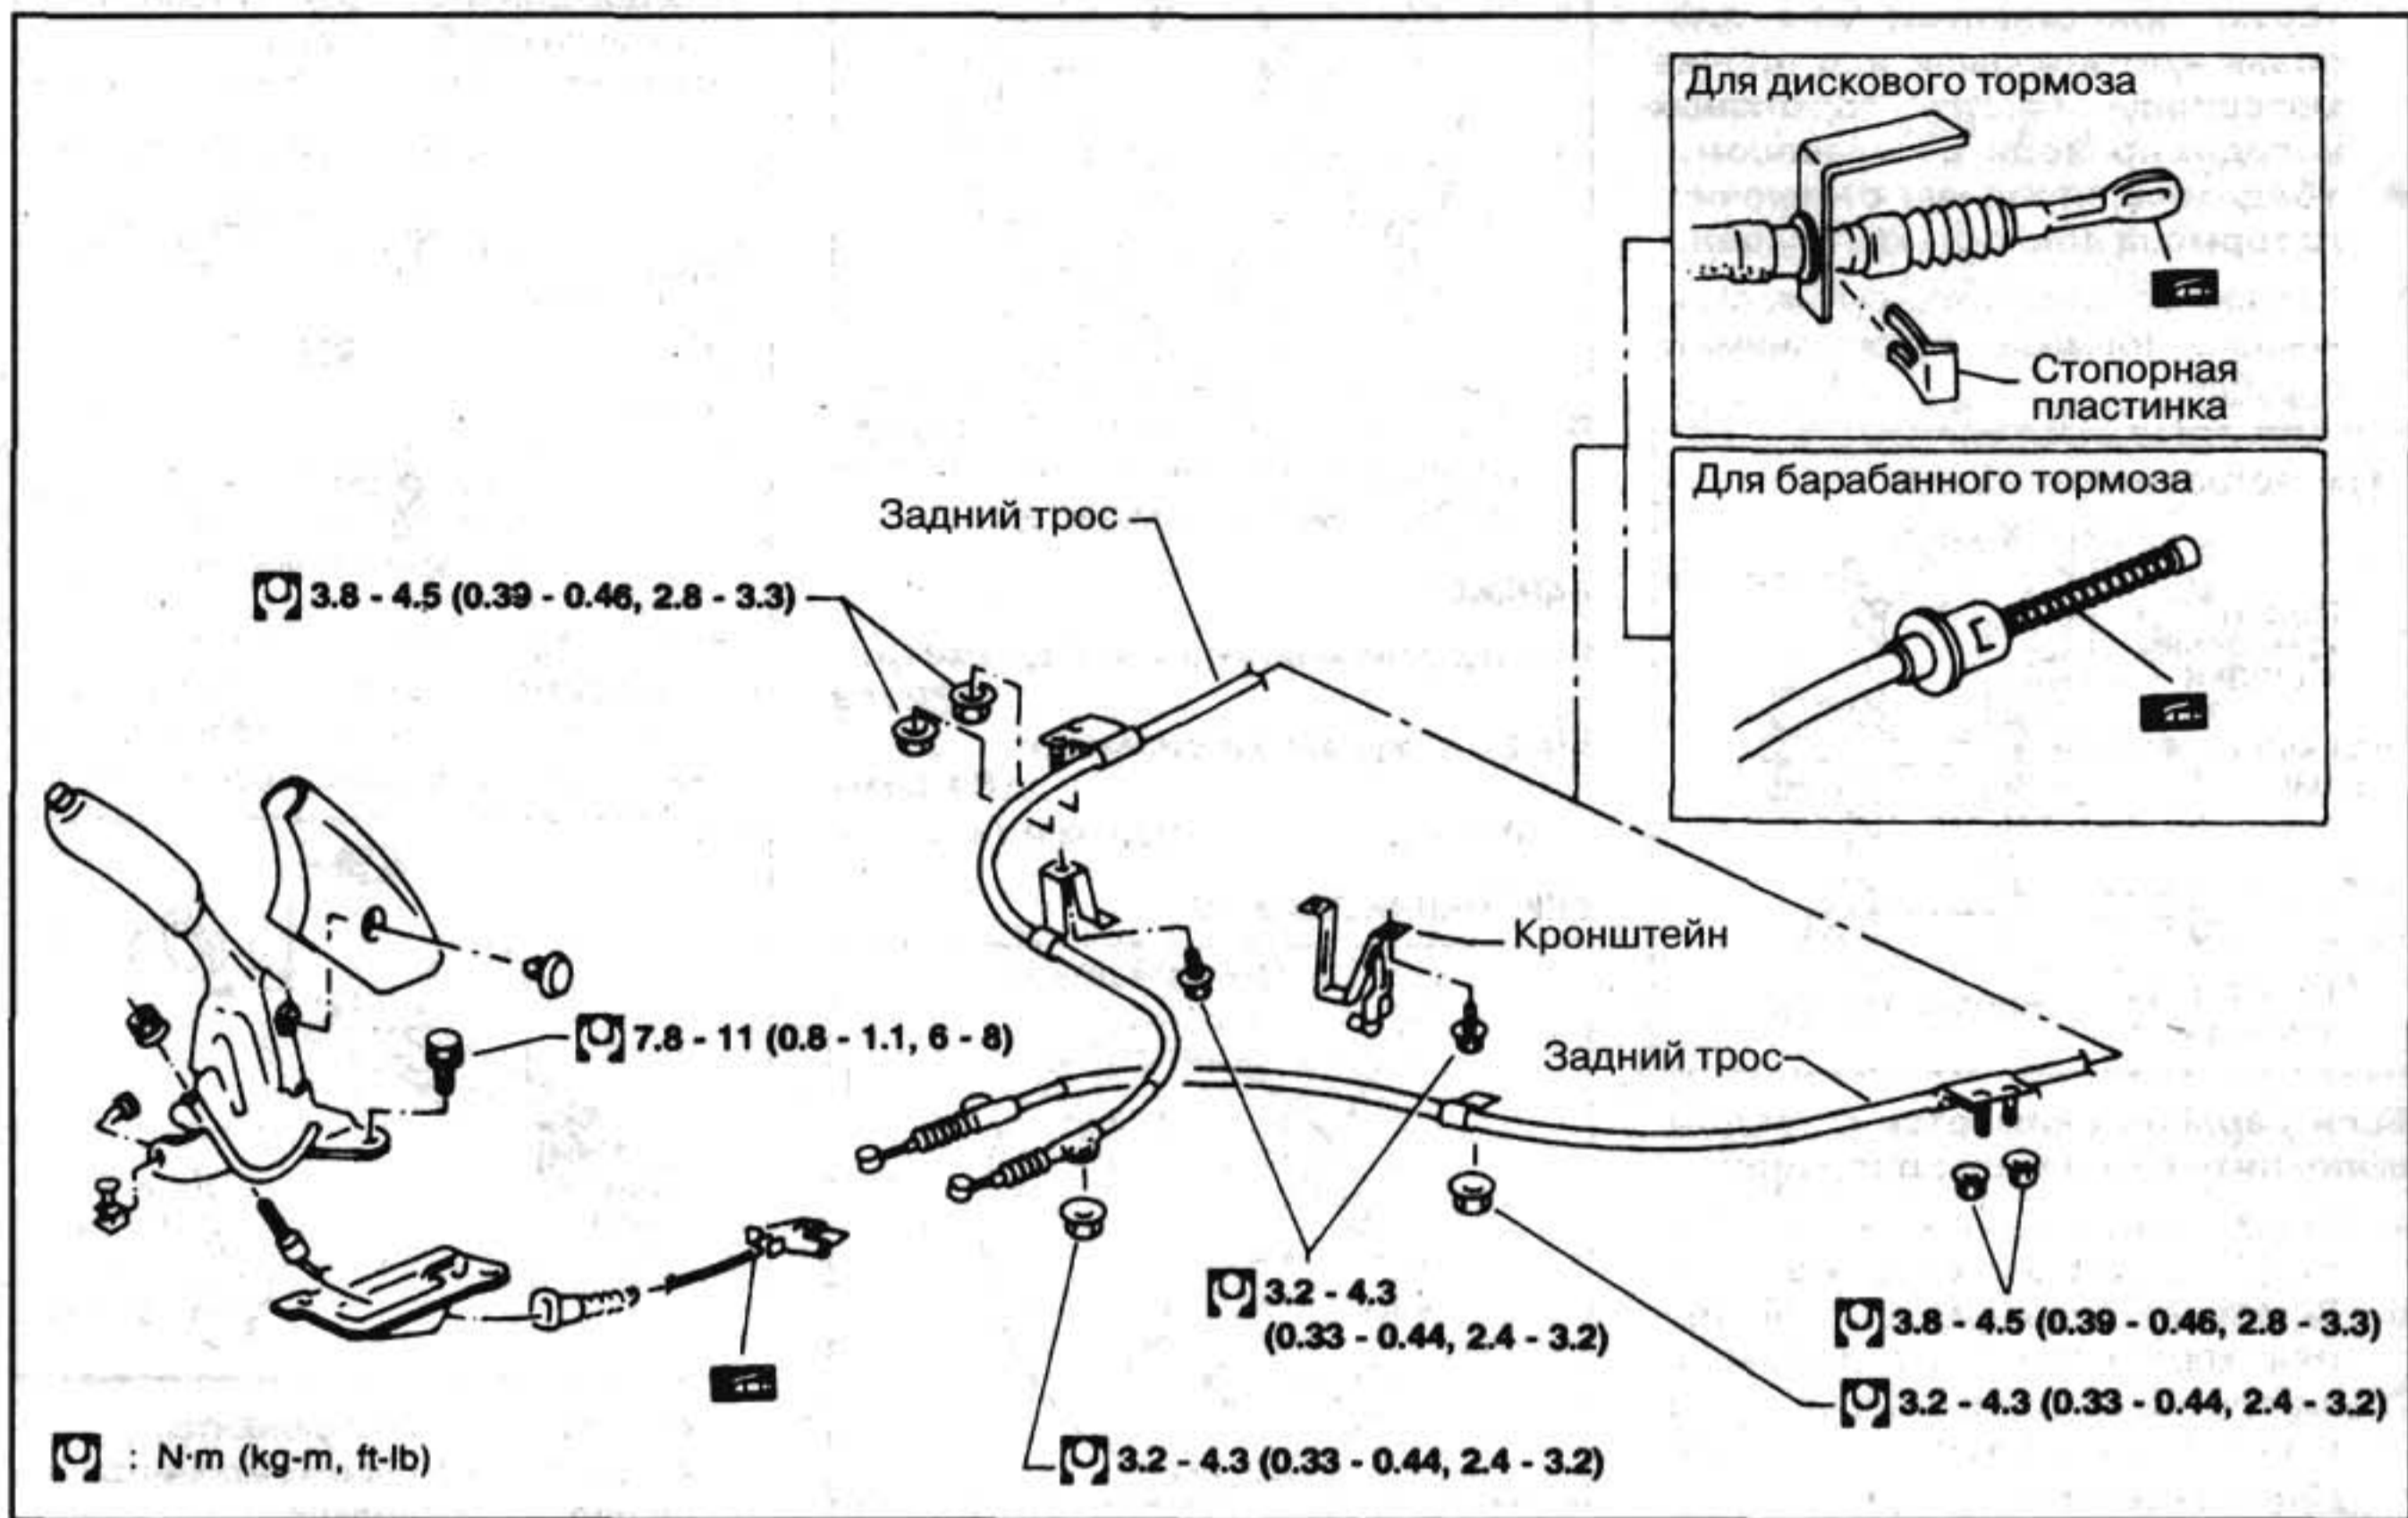 Для дискового тормоза
Стопорная
пластинка
Для барабанного тормоза
Задний трос
3.8 - 4.5 (0.39 - 0.46, 2.8 - 3.3)
Кронштейн
7.8 - 11 (0.8 - 1.1, 6 - 8)
Задний трос
3.2 - 4.3
(0.33 - 0.44, 2.4 - 3.2)
3.8 - 4.5 (0.39 - 0.46, 2.8 - 3.3)
3.2 - 4.3 (0.33 - 0.44, 2.4 - 3.2)
3.2 - 4.3 (0.33 - 0.44, 2.4 - 3.2)
: N·m (kg-m, ft-lb)